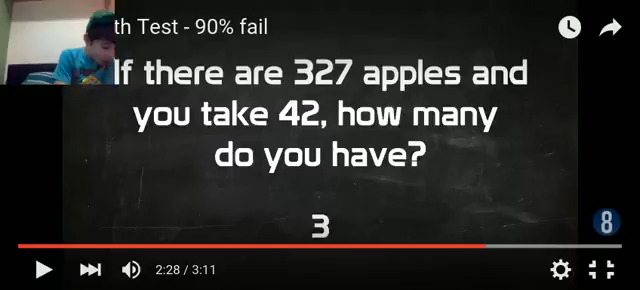 th Test - 90% fail
If there are 327 apples and
you take 42, how many
do you have?
3
8
2:28 / 3:11